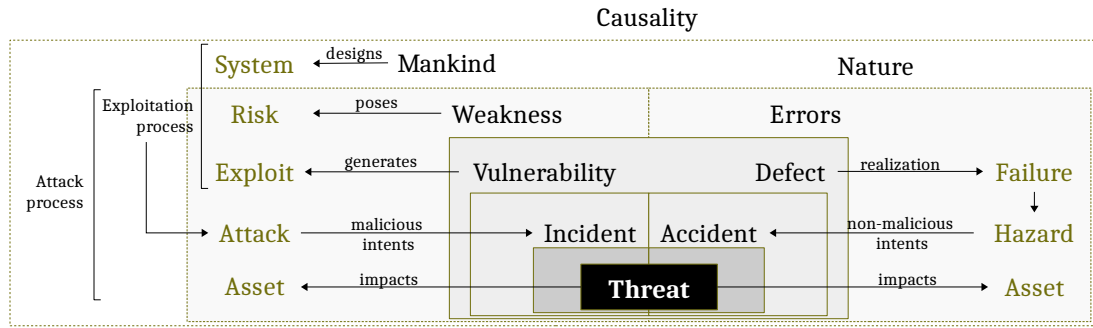 Causality
System
designs
Mankind
Nature
Exploitation
process
Risk
poses
Weakness
Errors
Attack
process
Exploit
generates
Vulnerability
Defect
realization
Failure
Attack
malicious
intents
Incident
Accident
non-malicious
intents
Hazard
Asset
impacts
Threat
impacts
Asset